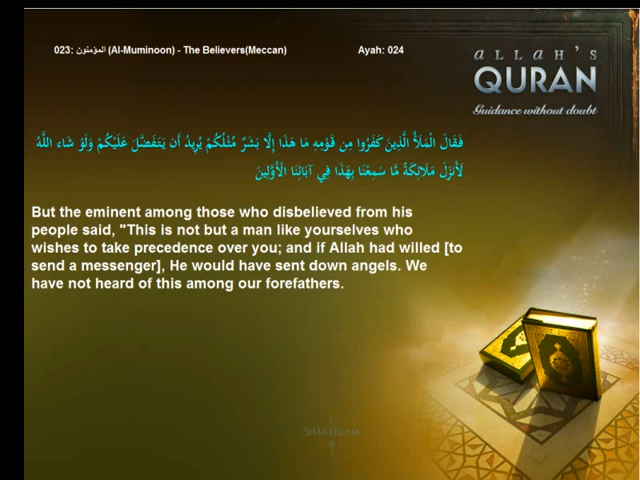 023: المؤمنون (Al-Muminoon) - The Believers(Meccan) Ayah: 024
ALLAH'S
QURAN
Guidance without doubt
فَقَالَ الْمَلَأُ الَّذِينَ كَفَرُوا مِن قَوْمِهِ مَا هَذَا إِلَّا بَشَرٌ مِّثْلُكُمْ يُرِيدُ أَن يَتَفَضَّلَ عَلَيْكُمْ وَلَوْ شَاء اللَّهُ
لَأَنزَلَ مَلَائِكَةً مَّا سَمِعْنَا بِهَذَا فِي آبَائِنَا الْأَوَّلِينَ
But the eminent among those who disbelieved from his
people said, "This is not but a man like yourselves who
wishes to take precedence over you; and if Allah had willed [to
send a messenger], He would have sent down angels. We
have not heard of this among our forefathers.